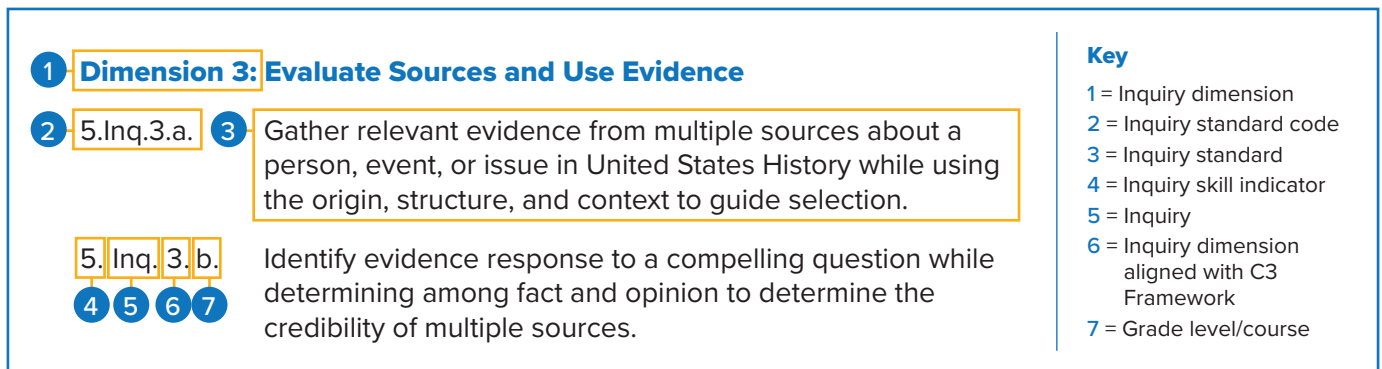 1 Dimension 3: Evaluate Sources and Use Evidence
2 5.Inq.3.a. 3 Gather relevant evidence from multiple sources about a
person, event, or issue in United States History while using
the origin, structure, and context to guide selection.
5. Inq. 3. b. Identify evidence response to a compelling question while
4 5 6 7 determining among fact and opinion to determine the
credibility of multiple sources.
Key
1 = Inquiry dimension
2 = Inquiry standard code
3 = Inquiry standard
4 = Inquiry skill indicator
5 = Inquiry
6 = Inquiry dimension
aligned with C3
Framework
7 = Grade level/course